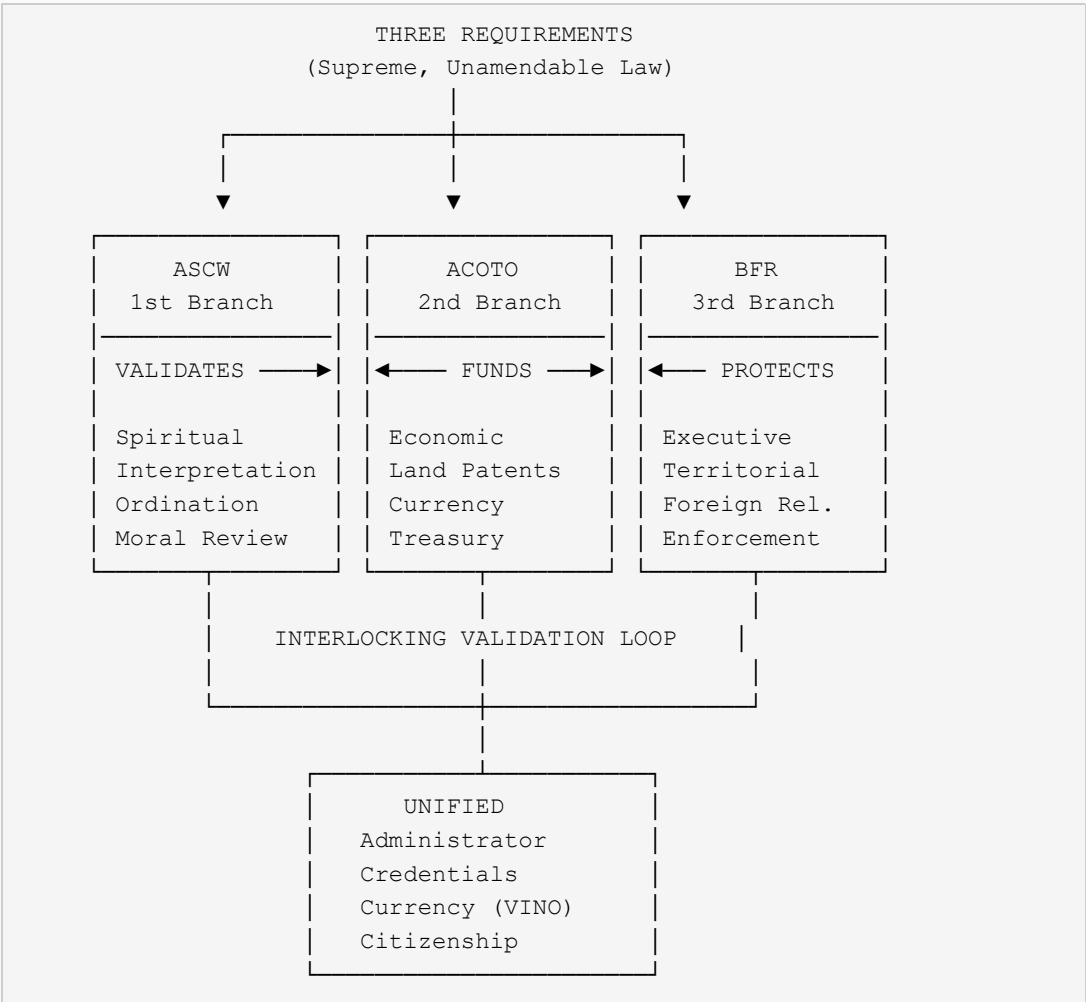 THREE REQUIREMENTS
(Supreme, Unamendable Law)
ASCW
1st Branch
VALIDATES
Spiritual
Interpretation
Ordination
Moral Review
ACOTO
2nd Branch
FUNDS
Economic
Land Patents
Currency
Treasury
BFR
3rd Branch
PROTECTS
Executive
Territorial
Foreign Rel.
Enforcement
INTERLOCKING VALIDATION LOOP
UNIFIED
Administrator
Credentials
Currency (VINO)
Citizenship